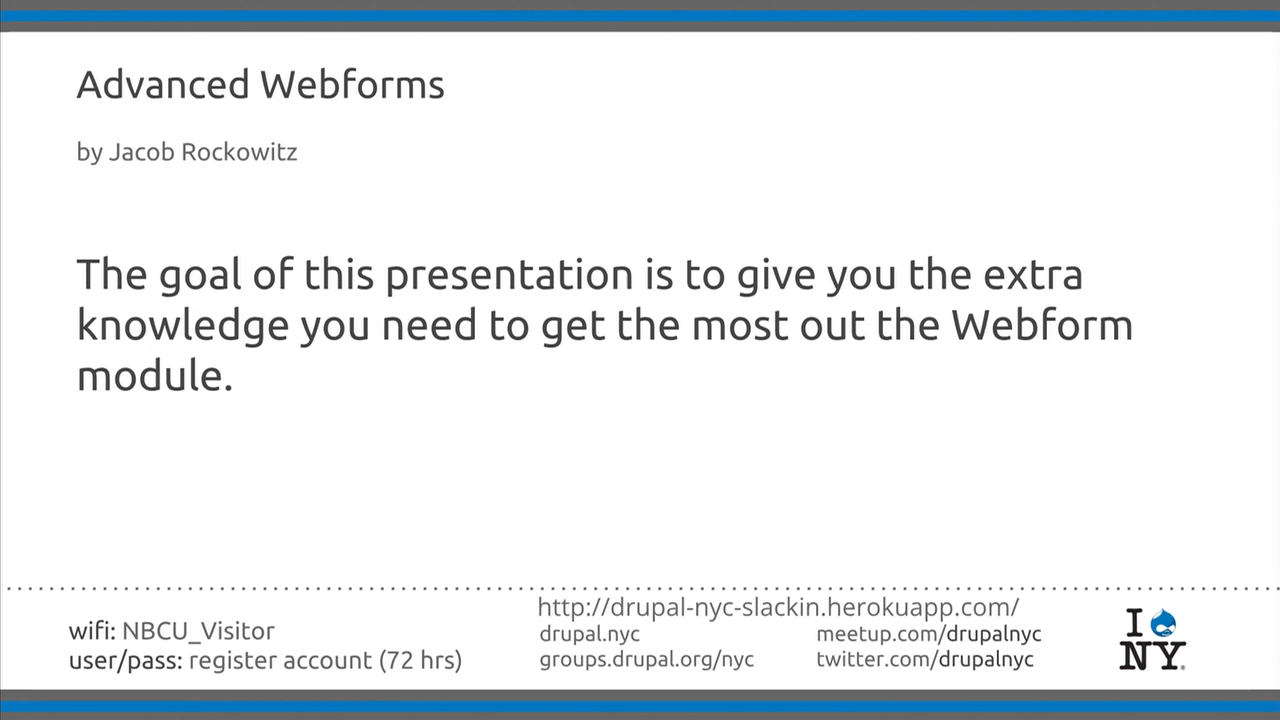 Advanced Webforms
by Jacob Rockowitz
The goal of this presentation is to give you the extra
knowledge you need to get the most out the Webform
module.
http://drupal-nyc-slackin.herokuapp.com/
wifi: NBCU_Visitor
drupal.nyc
meetup.com/drupalnyc
user/pass: register account (72 hrs)
groups.drupal.org/nyc
twitter.com/drupalnyc
I
NY